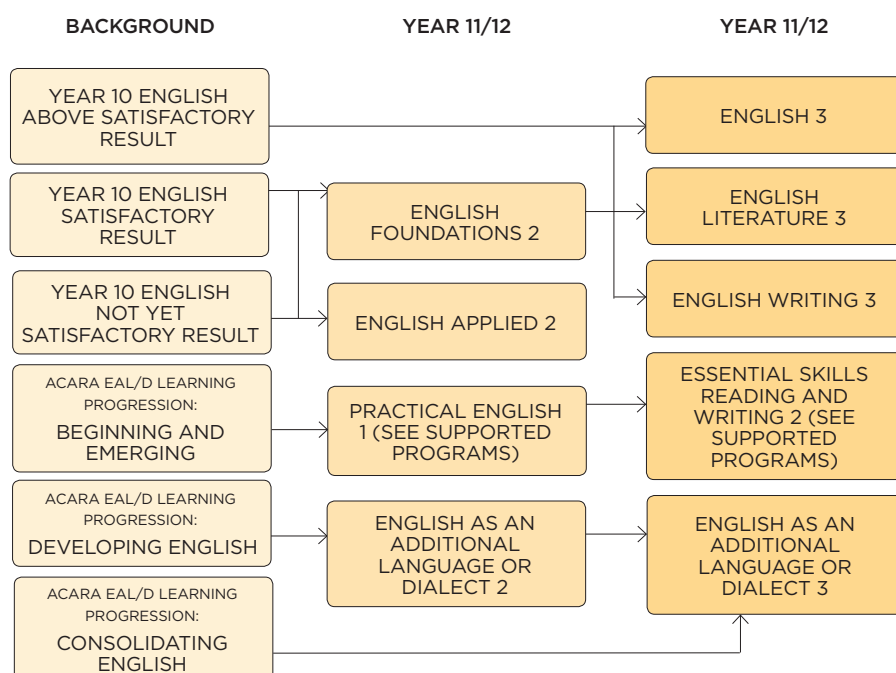 BACKGROUND
YEAR 11/12
YEAR 11/12
YEAR 10 ENGLISH
ABOVE SATISFACTORY
RESULT
ENGLISH 3
YEAR 10 ENGLISH
SATISFACTORY
RESULT
ENGLISH
FOUNDATIONS 2
ENGLISH
LITERATURE 3
YEAR 10 ENGLISH
NOT YET
SATISFACTORY RESULT
ENGLISH APPLIED 2
ENGLISH WRITING 3
ACARA EAL/D LEARNING
PROGRESSION:
BEGINNING AND
EMERGING
PRACTICAL ENGLISH
1 (SEE SUPPORTED
PROGRAMS)
ESSENTIAL SKILLS
READING AND
WRITING 2 (SEE
SUPPORTED
PROGRAMS)
ACARA EAL/D LEARNING
PROGRESSION:
DEVELOPING ENGLISH
ENGLISH AS AN
ADDITIONAL
LANGUAGE OR
DIALECT 2
ENGLISH AS AN
ADDITIONAL
LANGUAGE OR
DIALECT 3
ACARA EAL/D LEARNING
PROGRESSION:
CONSOLIDATING
ENGLISH